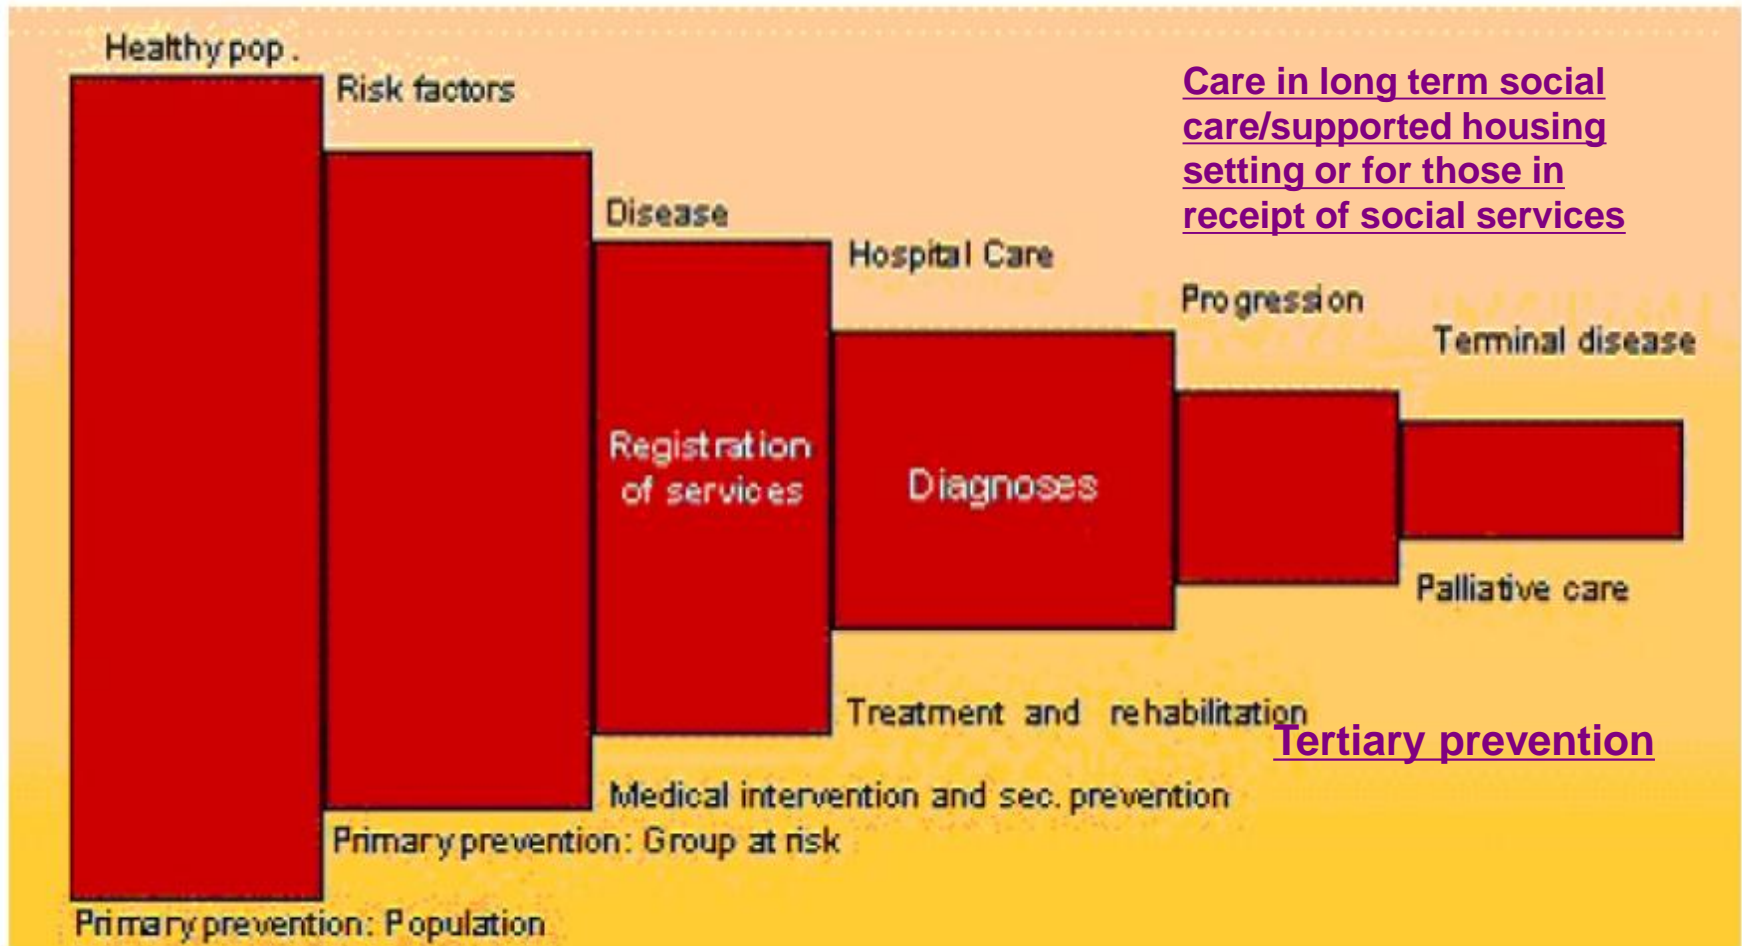 Healthy pop.
Risk factors
Care in long term social
care/supported housing
setting or for those in
receipt of social services
Disease
Hospital Care
Progression
Terminal disease
Registration
of services
Diagnoses
Palliative care
Treatment and rehabilitation
Tertiary prevention
Medical intervention and sec. prevention
Primary prevention: Group at risk
Primary prevention: Population